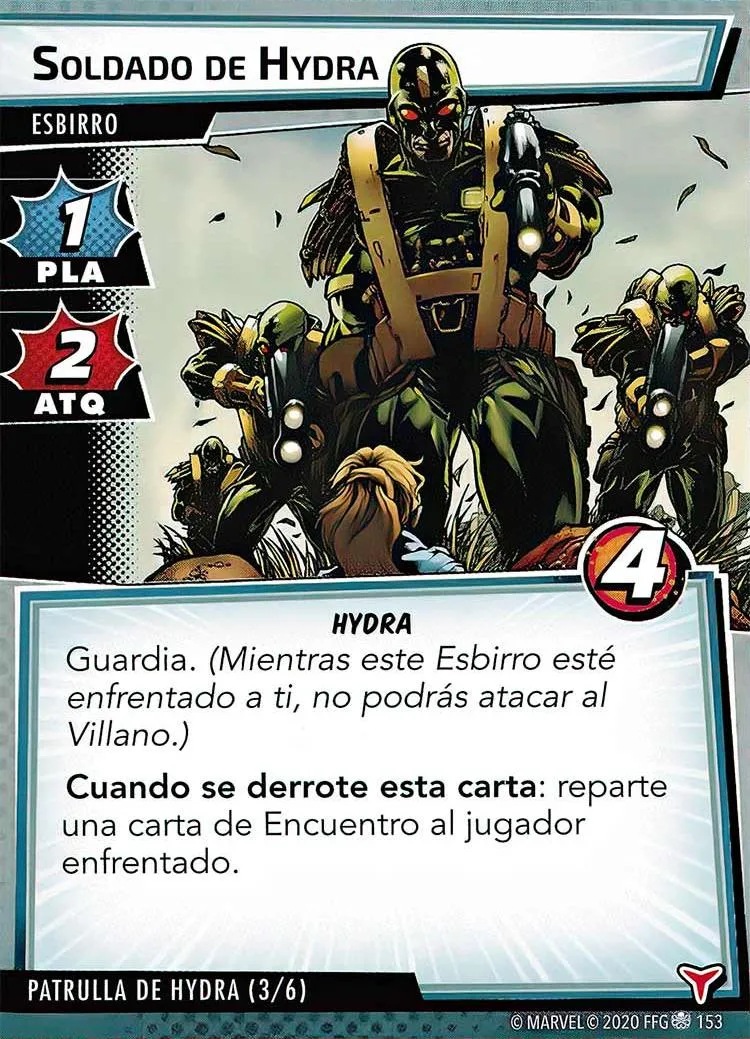 SOLDADO DE HYDRA
ESBIRRO
1
PLA
2
ATQ
4
HYDRA
Guardia. (Mientras este Esbirro esté
enfrentado a ti, no podrás atacar al
Villano.)
Cuando se derrote esta carta: reparte
una carta de Encuentro al jugador
enfrentado.
PATRULLA DE HYDRA (3/6)
© MARVEL © 2020 FFG 153